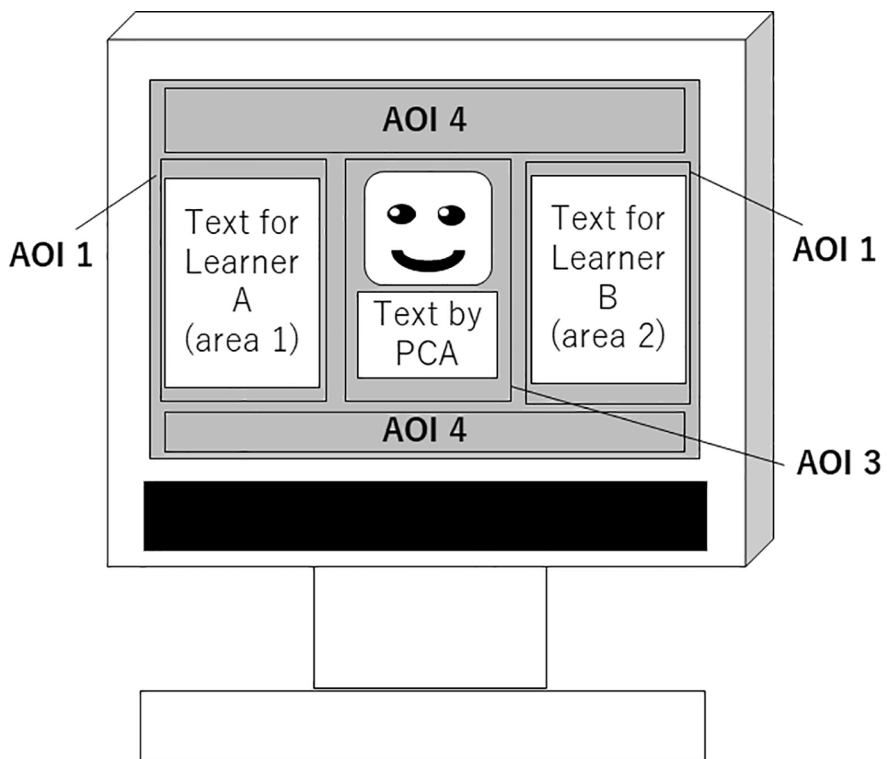 AOI 4
AOI 1
Text for
Learner
A
(area 1)
Text by
PCA
Text for
Learner
B
(area 2)
AOI 1
AOI 4
AOI 3